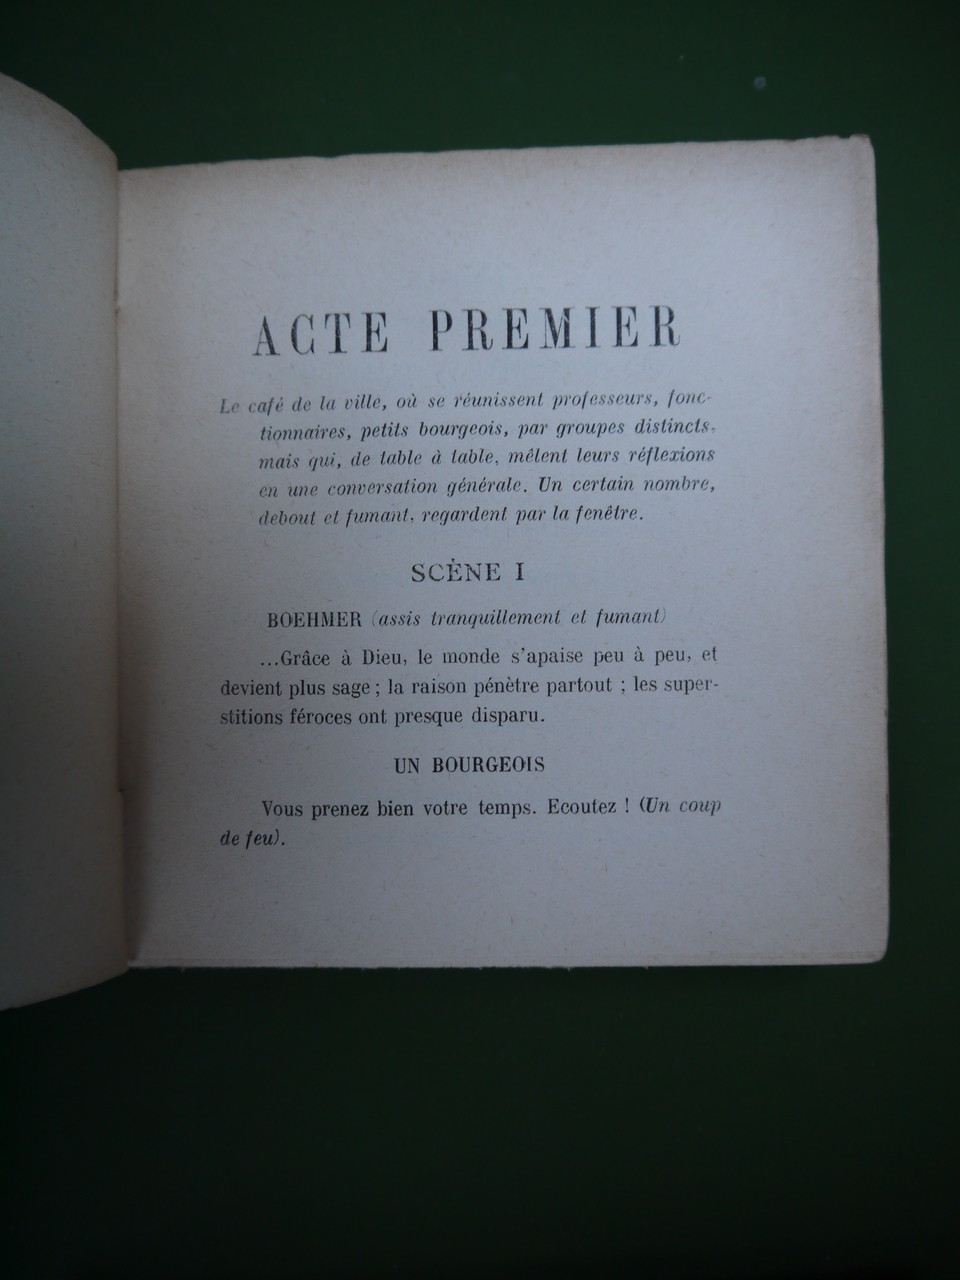 ACTE PREMIER
Le café de la ville, où se réunissent professeurs, fonc-
tionnaires, petits bourgeois, par groupes distincts,
mais qui, de table à table, mêlent leurs réflexions
en une conversation générale. Un certain nombre,
debout et fumant, regardent par la fenêtre.
SCÈNE I
BOEHMER (assis tranquillement et fumant)
...Grâce à Dieu, le monde s'apaise peu à peu, et
devient plus sage ; la raison pénètre partout ; les super-
stitions féroces ont presque disparu.
UN BOURGEOIS
Vous prenez bien votre temps. Ecoutez ! (Un coup
de feu).